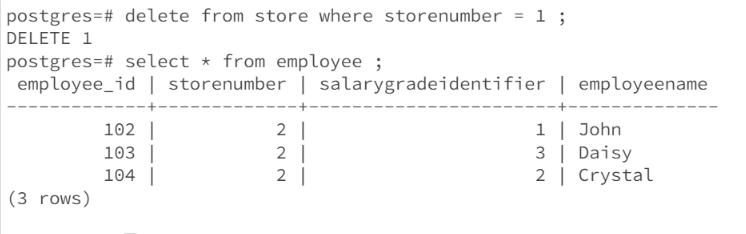 postgres=# delete from store where storenumber = 1 ;
DELETE 1
postgres=# select * from employee ;
 employee_id | storenumber | salarygradeidentifier | employeename
-------------+-------------+-----------------------+--------------
         102 |           2 |                     1 | John
         103 |           2 |                     3 | Daisy
         104 |           2 |                     2 | Crystal
(3 rows)